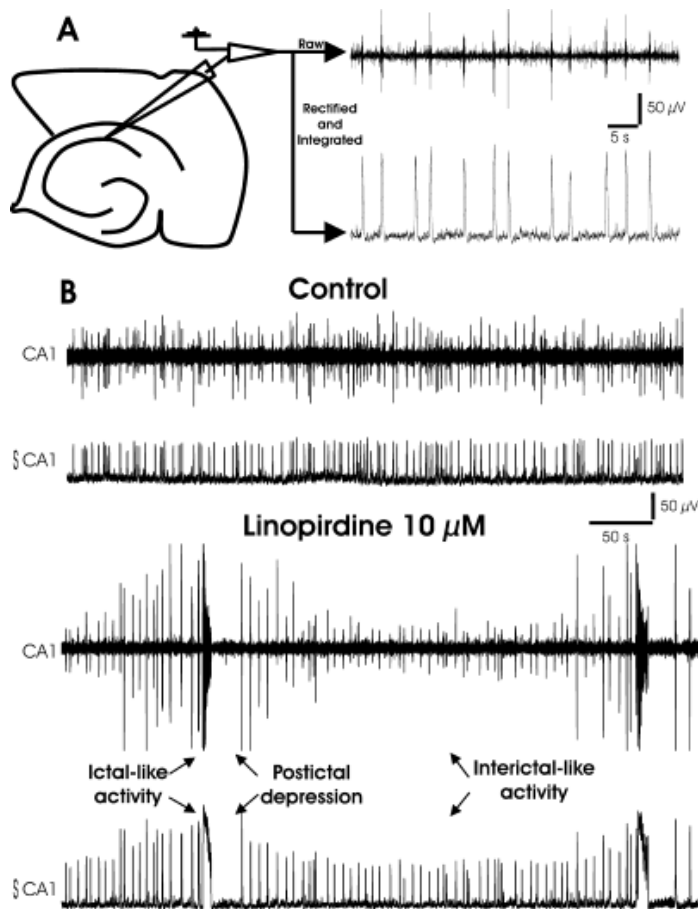 A
Raw
Rectified
and
Integrated
50 µV
5 s
B
Control
CA1
∫ CA1
50 µV
50 s
Linopirdine 10 µM
CA1
Ictal-like
activity
Postictal
depression
Interictal-like
activity
∫ CA1